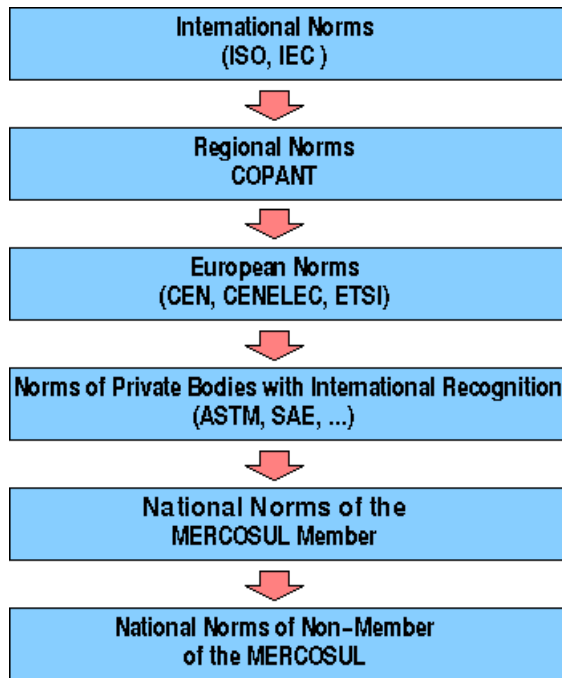 International Norms
(ISO, IEC )
Regional Norms
COPANT
European Norms
(CEN, CENELEC, ETSI)
Norms of Private Bodies with International Recognition
(ASTM, SAE, ...)
National Norms of the
MERCOSUL Member
National Norms of Non-Member
of the MERCOSUL